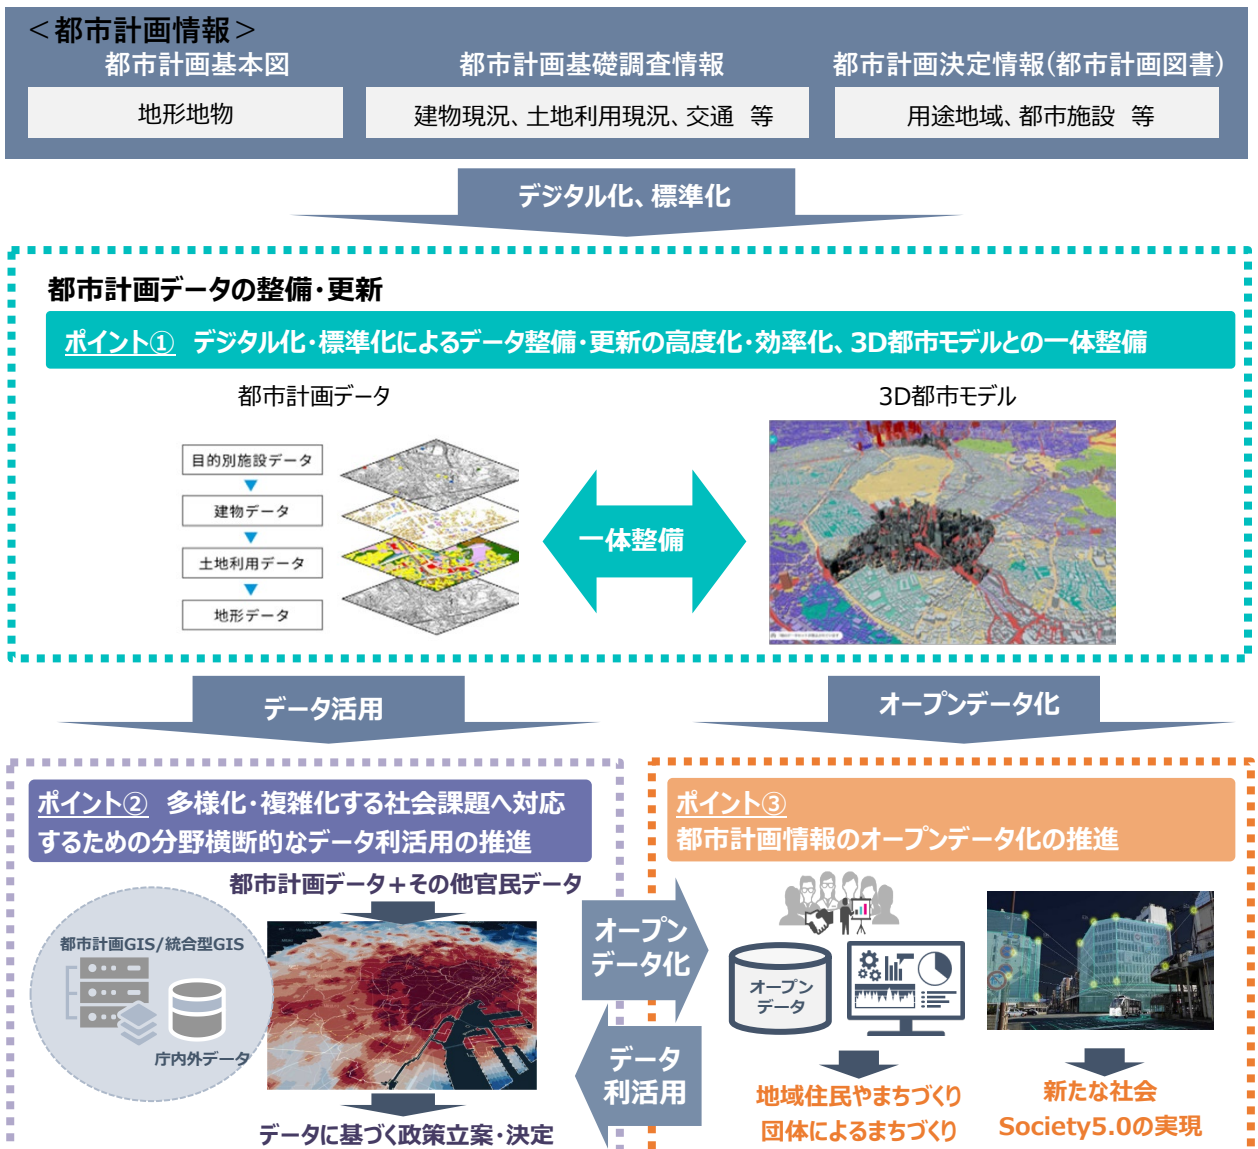 ＜都市計画情報＞
都市計画基本図
地形地物
都市計画基礎調査情報
建物現況、土地利用現況、交通 等
都市計画決定情報(都市計画図書)
用途地域、都市施設 等
デジタル化、標準化
都市計画データの整備・更新
ポイント① デジタル化・標準化によるデータ整備・更新の高度化・効率化、3D都市モデルとの一体整備
都市計画データ
目的別施設データ
建物データ
土地利用データ
地形データ
一体整備
3D都市モデル
データ活用
オープンデータ化
ポイント② 多様化・複雑化する社会課題へ対応
するための分野横断的なデータ利活用の推進
都市計画データ＋その他官民データ
都市計画GIS/統合型GIS
庁内外データ
データに基づく政策立案・決定
オープン
データ化
データ
利活用
ポイント③
都市計画情報のオープンデータ化の推進
オープン
データ
地域住民やまちづくり
団体によるまちづくり
新たな社会
Society5.0の実現